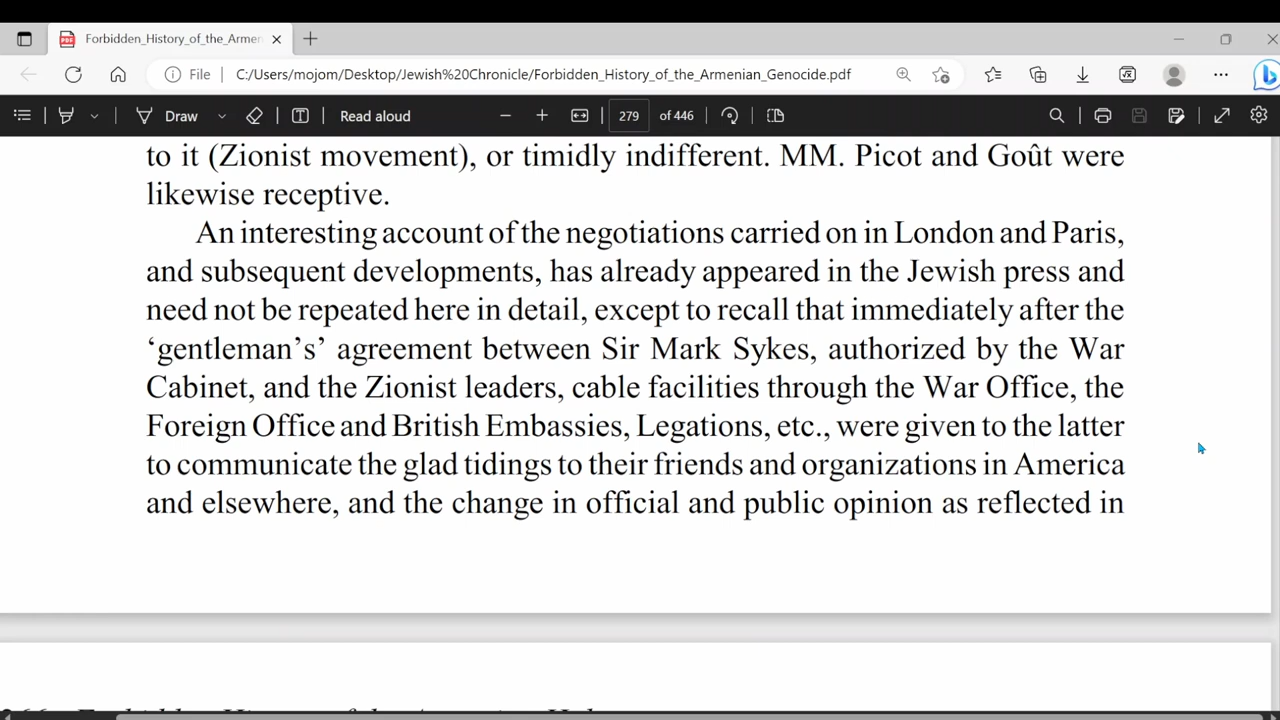 Forbidden_History_of_the_Armen
File C:/Users/mojom/Desktop/Jewish%20Chronicle/Forbidden_History_of_the_Armenian_Genocide.pdf
Draw Read aloud 279 of 446
to it (Zionist movement), or timidly indifferent. MM. Picot and Goût were
likewise receptive.
An interesting account of the negotiations carried on in London and Paris,
and subsequent developments, has already appeared in the Jewish press and
need not be repeated here in detail, except to recall that immediately after the
‘gentleman’s’ agreement between Sir Mark Sykes, authorized by the War
Cabinet, and the Zionist leaders, cable facilities through the War Office, the
Foreign Office and British Embassies, Legations, etc., were given to the latter
to communicate the glad tidings to their friends and organizations in America
and elsewhere, and the change in official and public opinion as reflected in